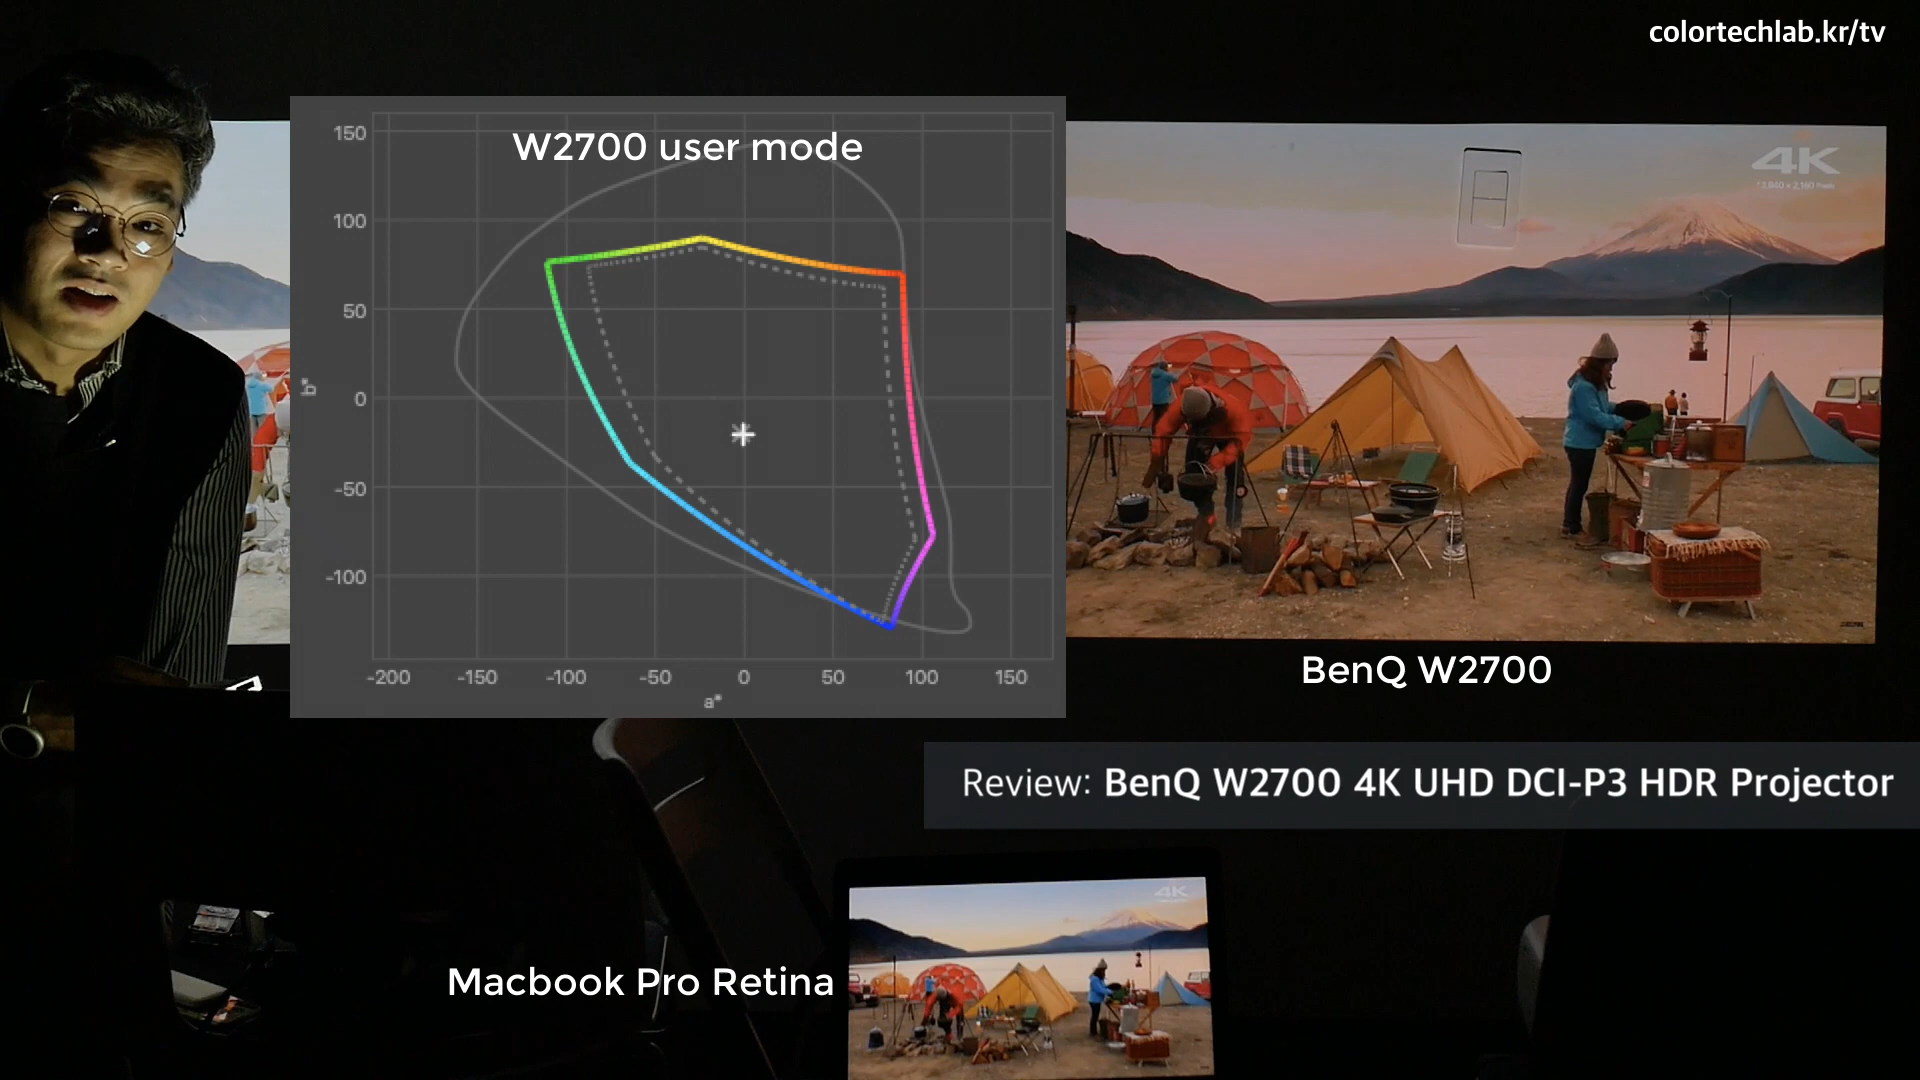 colortechlab.kr/tv
W2700 user mode
150
100
50
0
-50
-100
b*
-200 -150 -100 -50 0 50 100 150
a*
4K
BenQ W2700
Review: BenQ W2700 4K UHD DCI-P3 HDR Projector
4K
Macbook Pro Retina